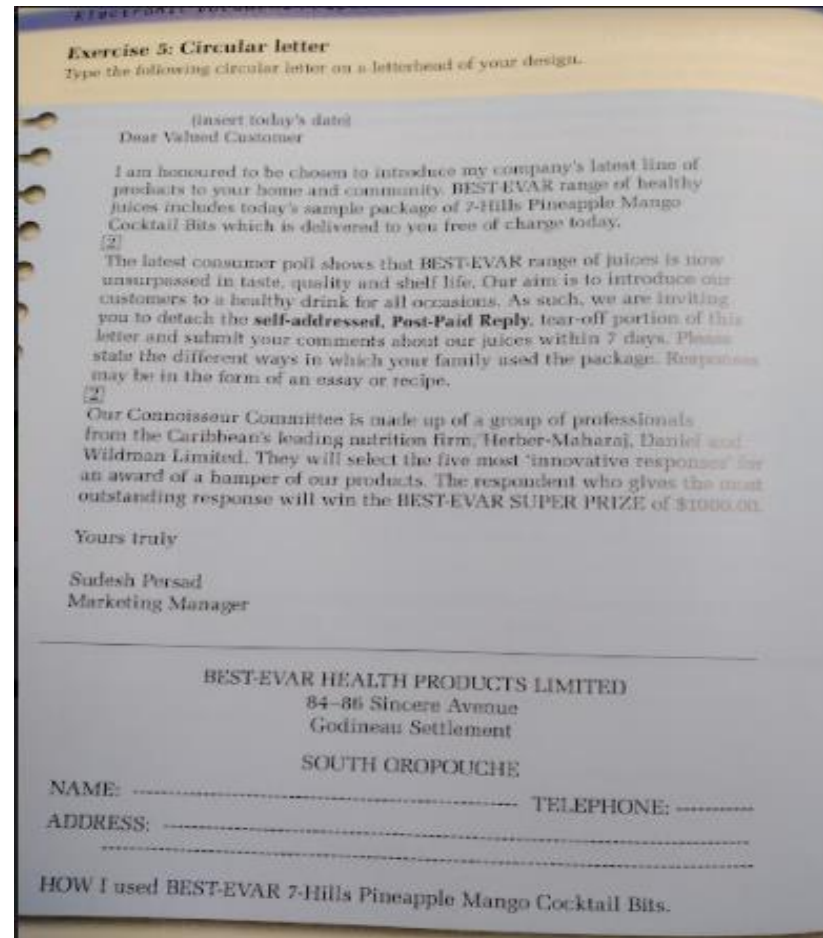 Exercise 5: Circular letter
Type the following circular letter on a letterhead of your design.
(insert today's date)
Dear Valued Customer
I am honoured to be chosen to introduce my company's latest line of
products to your home and community. BEST-EVAR range of healthy
juices includes today's sample package of 7-Hills Pineapple Mango
Cocktail Bits which is delivered to you free of charge today.
2
The latest consumer poll shows that BEST-EVAR range of juices is now
unsurpassed in taste, quality and shelf life. Our aim is to introduce our
customers to a healthy drink for all occasions. As such, we are inviting
you to detach the self-addressed, Post-Paid Reply, tear-off portion of this
letter and submit your comments about our juices within 7 days. Please
state the different ways in which your family used the package. Responses
may be in the form of an essay or recipe.
2
Our Connoisseur Committee is made up of a group of professionals
from the Caribbean's leading nutrition firm, Herber-Maharaj, Daniel and
Wildman Limited. They will select the five most 'innovative responses' for
an award of a hamper of our products. The respondent who gives the most
outstanding response will win the BEST-EVAR SUPER PRIZE of $1000.00.
Yours truly
Sudesh Persad
Marketing Manager
BEST-EVAR HEALTH PRODUCTS LIMITED
84–86 Sincere Avenue
Godineau Settlement
SOUTH OROPOUCHE
NAME: TELEPHONE:
ADDRESS:
HOW I used BEST-EVAR 7-Hills Pineapple Mango Cocktail Bits.